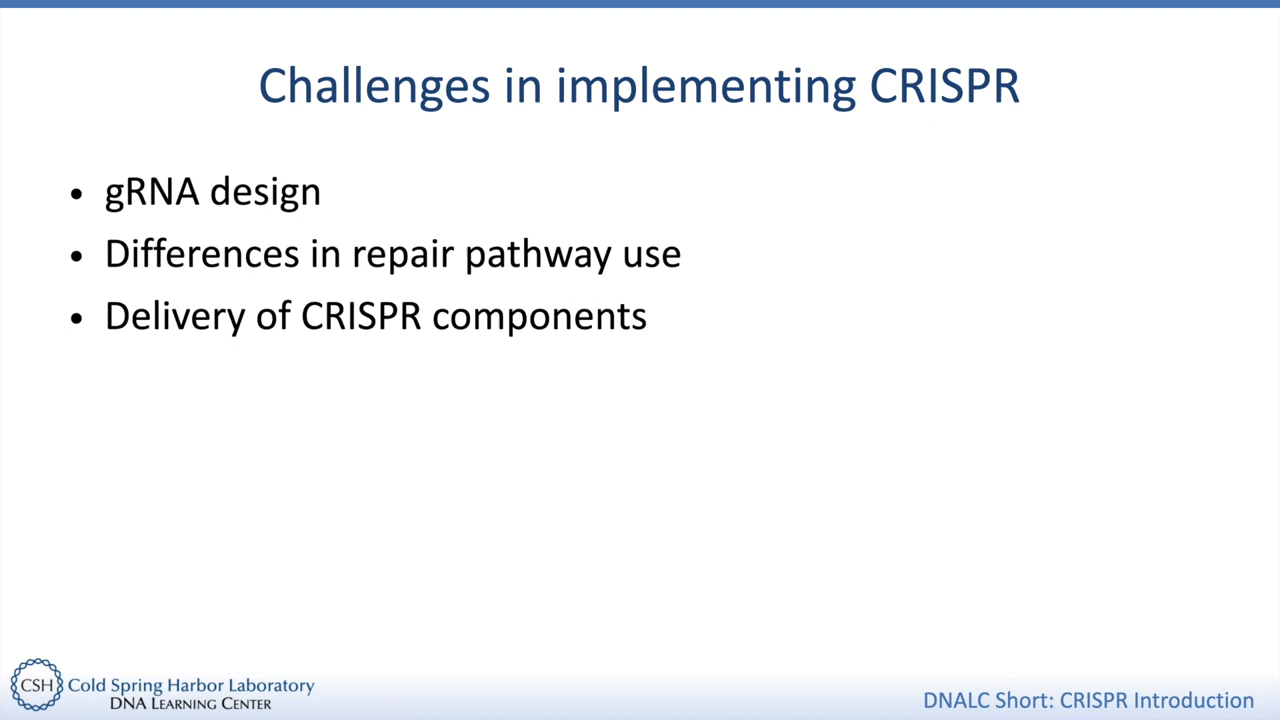 Challenges in implementing CRISPR
• gRNA design
• Differences in repair pathway use
• Delivery of CRISPR components
CSH Cold Spring Harbor Laboratory
DNA LEARNING CENTER
DNALC Short: CRISPR Introduction